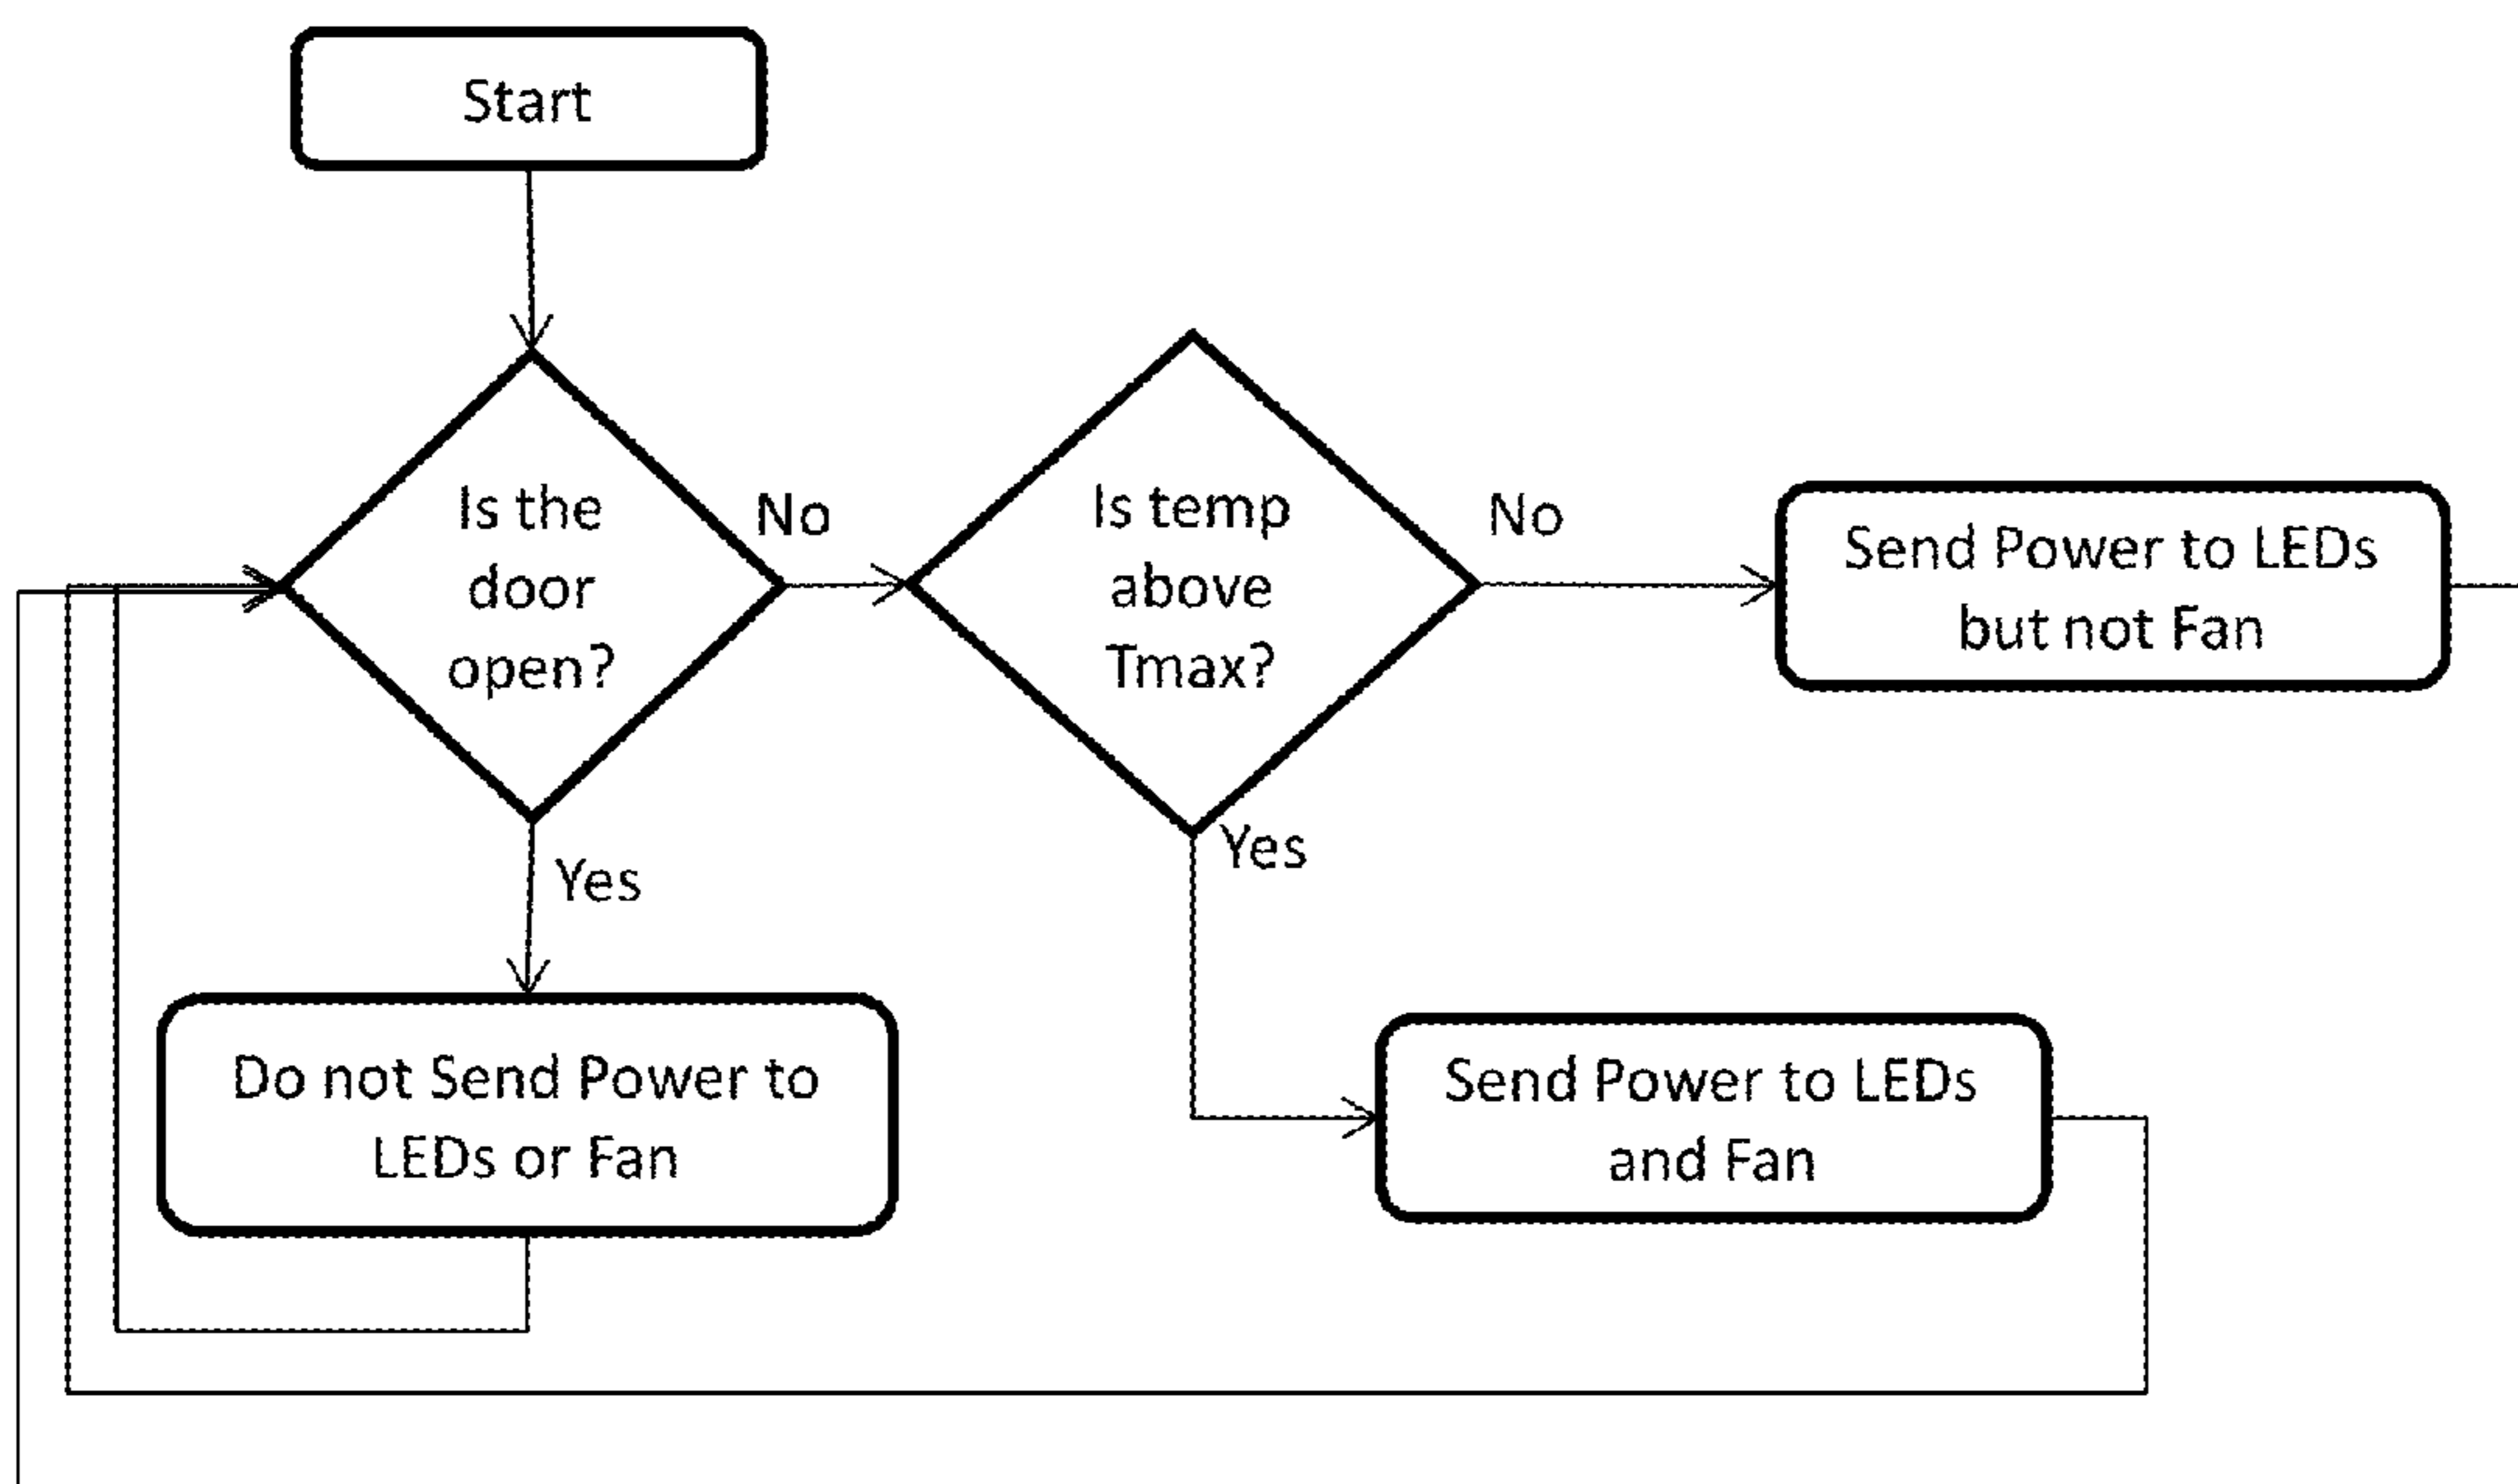 Start
Is the
door
open?
No
Is temp
above
Tmax?
No
Send Power to LEDs
but not Fan
Yes
Yes
Do not Send Power to
LEDs or Fan
Send Power to LEDs
and Fan